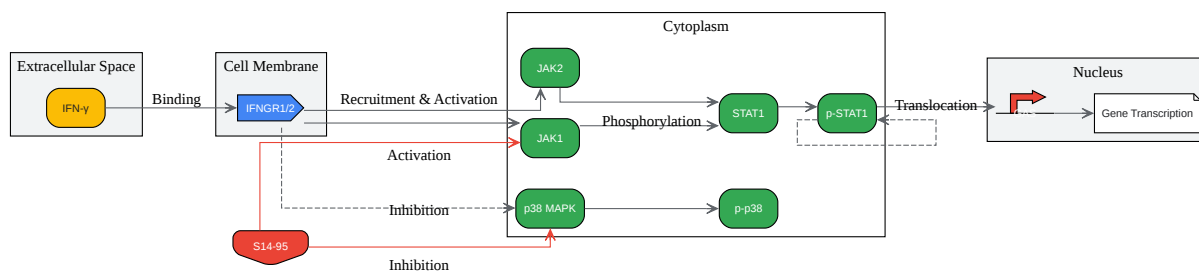 Cytoplasm
Extracellular Space
Cell Membrane
Nucleus
JAK2
IFN-γ
Binding
IFNGR1/2
Recruitment & Activation
STAT1
p-STAT1
Translocation
Gene Transcription
Phosphorylation
JAK1
Activation
p38 MAPK
p-p38
Inhibition
S14-95
Inhibition